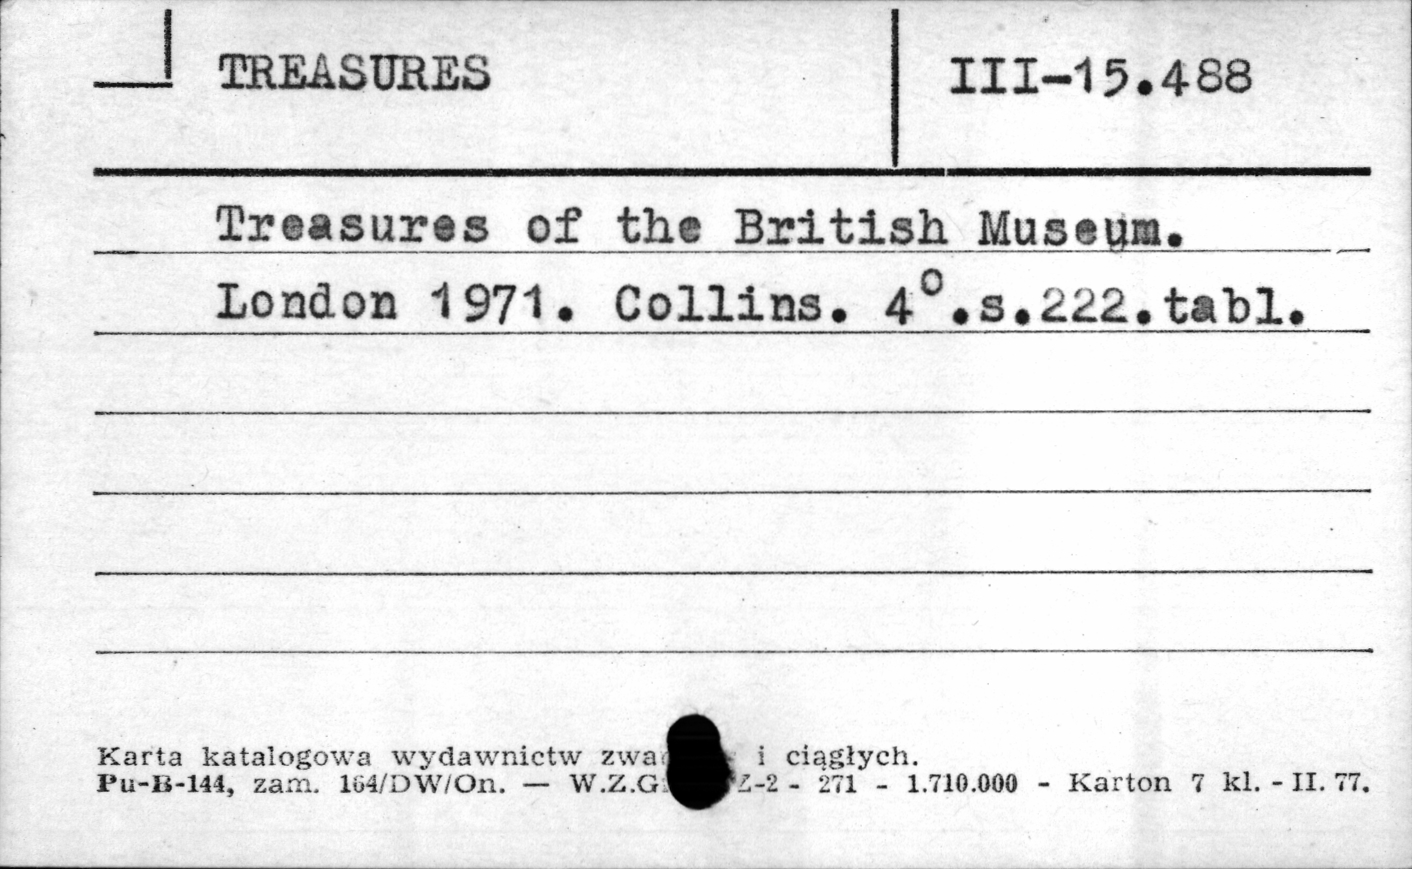 TREASURES III-15.488
Treasures of the British Museum.
London 1971. Collins. 4°.s.222.tabl.
Karta katalogowa wydawnictw i ciągłych.
Pu-B-144, zam. 164/DW/On. — Z-2 - 271 - 1.710.000 - Karton 7 kl. - II. 77.